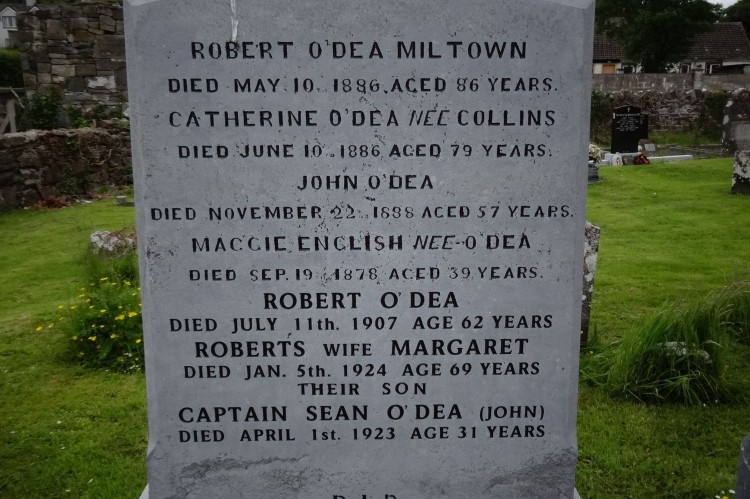 ROBERT O'DEA MILTOWN
DIED MAY 10. 1886. AGED 86 YEARS.
CATHERINE O'DEA NEE COLLINS
DIED JUNE 10. 1886 AGED 79 YEARS.
JOHN O'DEA
DIED NOVEMBER 22. 1888 AGED 57 YEARS.
MAGGIE ENGLISH NEE-O'DEA
DIED SEP. 19. 1878 AGED 39 YEARS.
ROBERT O'DEA
DIED JULY 11th. 1907 AGE 62 YEARS
ROBERTS WIFE MARGARET
DIED JAN. 5th. 1924 AGE 69 YEARS
THEIR SON
CAPTAIN SEAN O'DEA (JOHN)
DIED APRIL 1st. 1923 AGE 31 YEARS